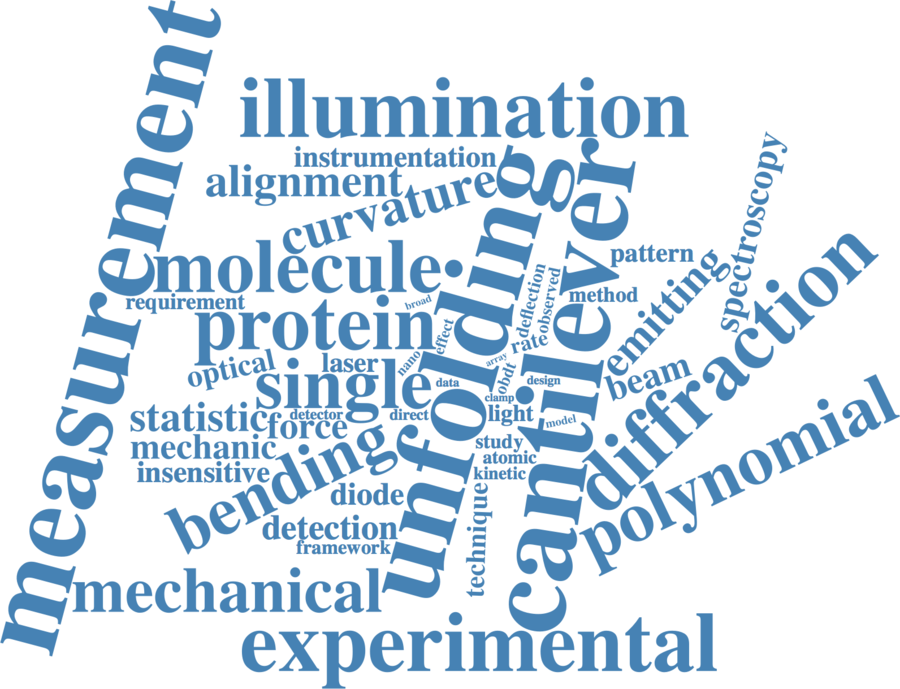 measurement
illumination
instrumentation
alignment
curvature
unfolding
cantilever
spectroscopy
pattern
molecule•
requirement
broad
deflection
observed
method
emitting
diffraction
protein
effect
rate
optical
laser
nano
array
obdt
beam
single
data
design
clamp
polynomial
statistic
detector
force
direct
light
model
mechanic
study
insensitive
bending
atomic
kinetic
diode
technique
detection
framework
mechanical
experimental